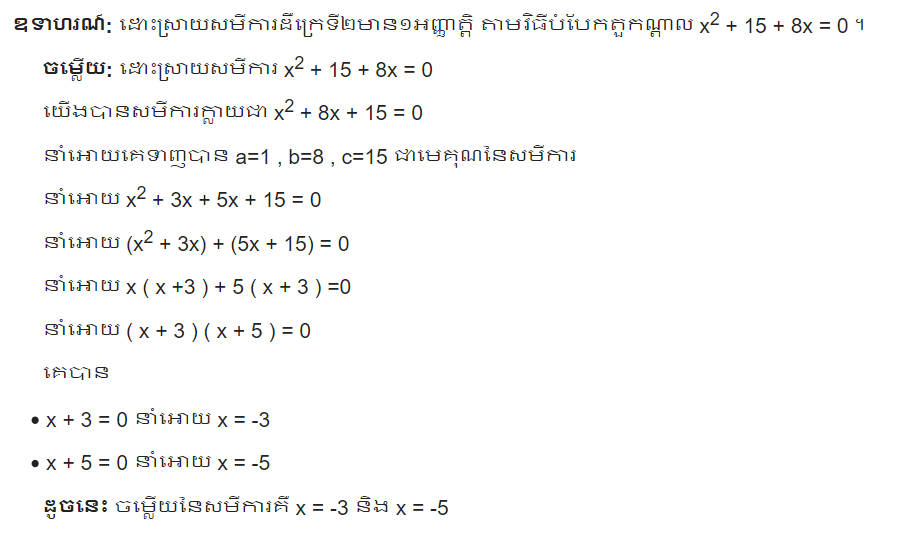 ឧទាហរណ៍: ដោះស្រាយសមីការដឺក្រេទី២មាន១អញ្ញាត្តិ តាមវិធីបំបែកតួកណ្តាល x² + 15 + 8x = 0 ។
ចម្លើយ: ដោះស្រាយសមីការ x² + 15 + 8x = 0
យើងបានសមីការក្លាយជា x² + 8x + 15 = 0
នាំអោយគេទាញបាន a=1 , b=8 , c=15 ជាមេគុណនៃសមីការ
នាំអោយ x² + 3x + 5x + 15 = 0
នាំអោយ (x² + 3x) + (5x + 15) = 0
នាំអោយ x ( x +3 ) + 5 ( x + 3 ) =0
នាំអោយ ( x + 3 ) ( x + 5 ) = 0
គេបាន
• x + 3 = 0 នាំអោយ x = -3
• x + 5 = 0 នាំអោយ x = -5
ដូចនេះ ចម្លើយនៃសមីការគឺ x = -3 និង x = -5